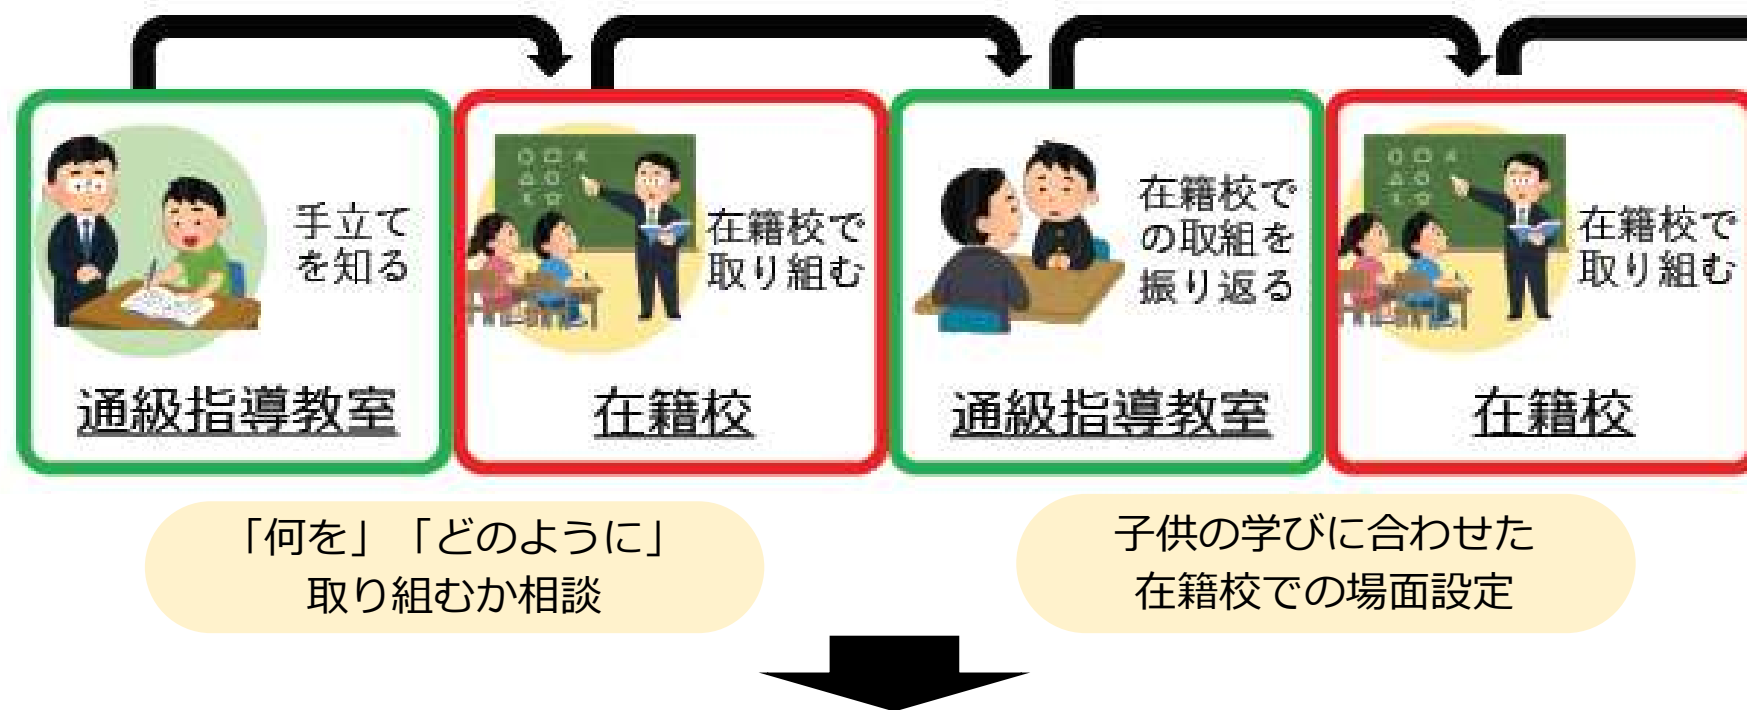 手立て
を知る
通級指導教室
在籍校で
取り組む
在籍校
在籍校で
の取組を
振り返る
通級指導教室
在籍校で
取り組む
在籍校
「何を」「どのように」
取り組むか相談
子供の学びに合わせた
在籍校での場面設定